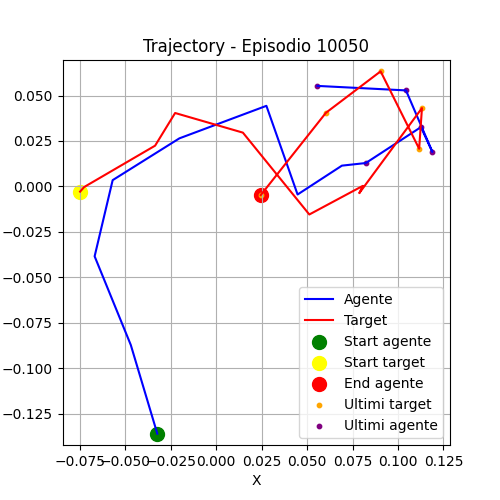 Trajectory - Episodio 10050
0.050
0.025
0.000
−0.025
−0.050
−0.075
−0.100
−0.125
−0.075
−0.050
−0.025
0.000
0.025
0.050
0.075
0.100
0.125
X
Agente
Target
Start agente
Start target
End agente
Ultimi target
Ultimi agente